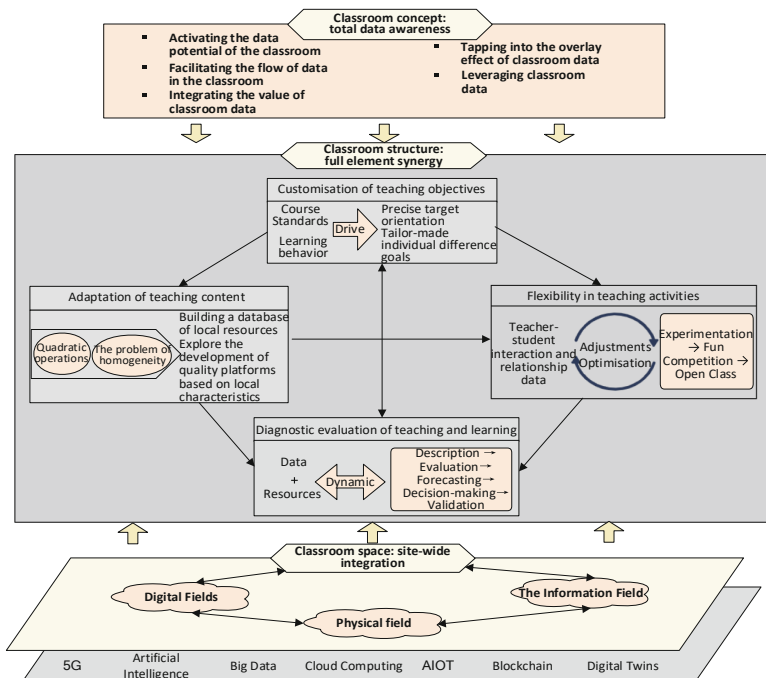 Classroom concept:
total data awareness
▪ Activating the data
potential of the classroom
▪ Facilitating the flow of data
in the classroom
▪ Integrating the value of
classroom data
▪ Tapping into the overlay
effect of classroom data
▪ Leveraging classroom
data
Classroom structure:
full element synergy
Customisation of teaching objectives
Course
Standards
Learning
behavior
Drive
Precise target
orientation
Tailor-made
individual difference
goals
Adaptation of teaching content
Quadratic
operations
The problem of
homogeneity
Building a database
of local resources
Explore the
development of
quality platforms
based on local
characteristics
Flexibility in teaching activities
Teacher-
student
interaction and
relationship
data
Adjustments
Optimisation
Experimentation
→ Fun
Competition →
Open Class
Diagnostic evaluation of teaching and learning
Data
+
Resources
Dynamic
Description →
Evaluation→
Forecasting→
Decision-making→
Validation
Classroom space: site-wide
integration
Digital Fields
The Information Field
Physical field
5G
Artificial
Intelligence
Big Data
Cloud Computing
AIOT
Blockchain
Digital Twins